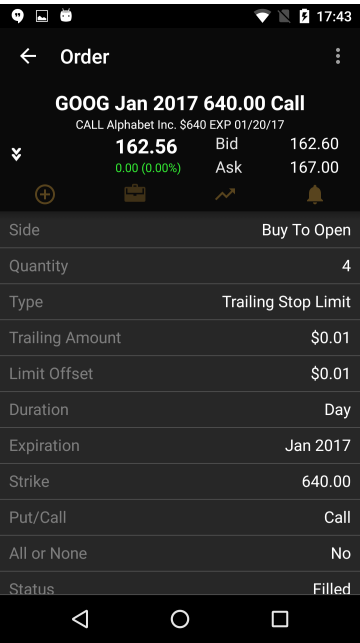 17:43
Order
GOOG Jan 2017 640.00 Call
CALL Alphabet Inc. $640 EXP 01/20/17
162.56 Bid 162.60
0.00 (0.00%) Ask 167.00
Side Buy To Open
Quantity 4
Type Trailing Stop Limit
Trailing Amount $0.01
Limit Offset $0.01
Duration Day
Expiration Jan 2017
Strike 640.00
Put/Call Call
All or None No
Status Filled